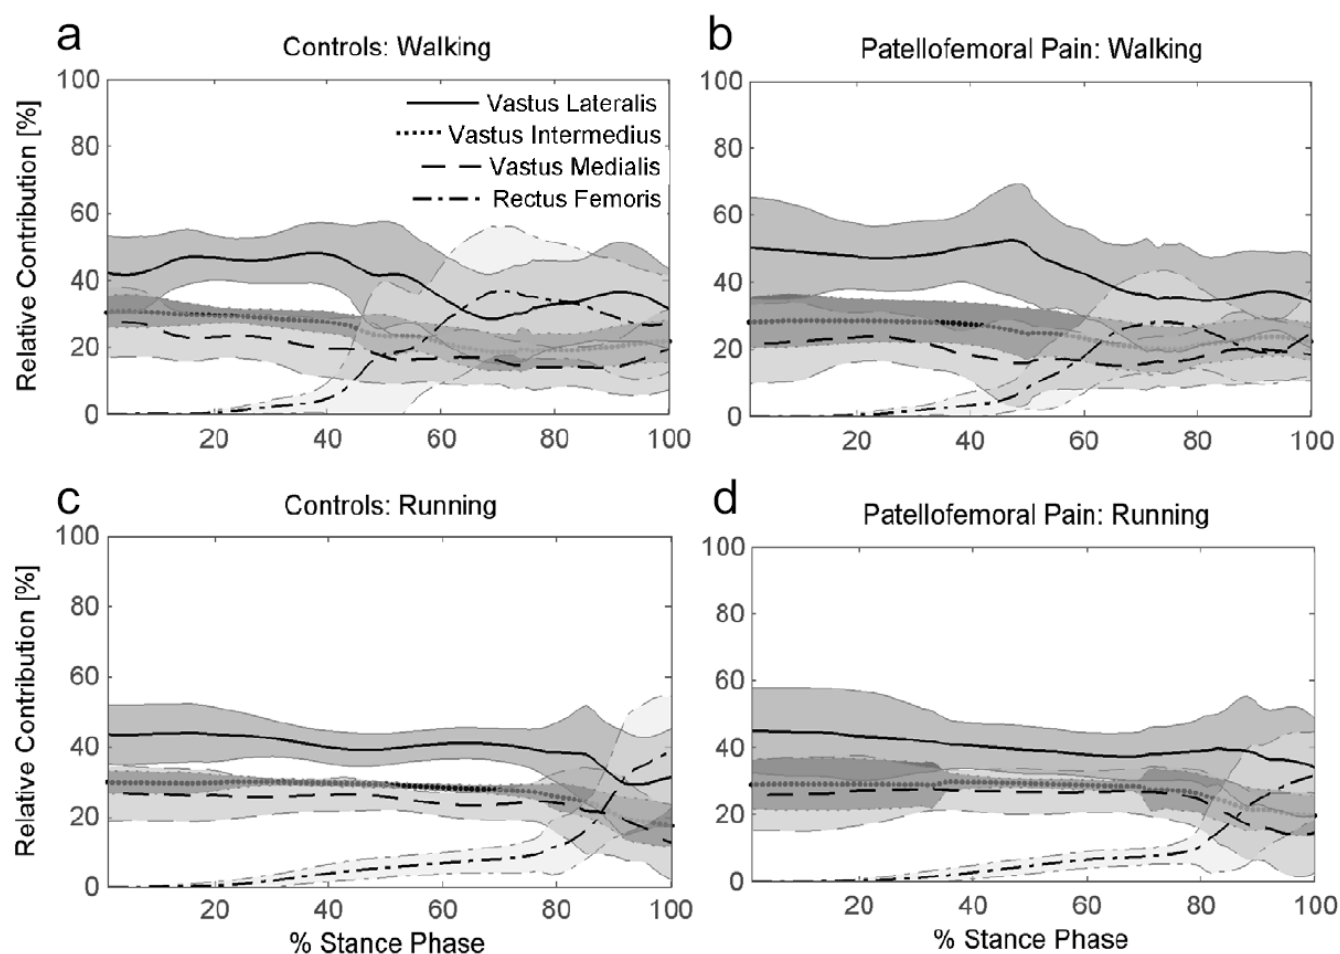 a
Controls: Walking
b
Patellofemoral Pain: Walking
Relative Contribution [%]
100
80
60
40
20
0
Vastus Lateralis
Vastus Intermedius
Vastus Medialis
Rectus Femoris
20 40 60 80 100
100
80
60
40
20
0
20 40 60 80 100
c
Controls: Running
d
Patellofemoral Pain: Running
Relative Contribution [%]
100
80
60
40
20
0
20 40 60 80 100
% Stance Phase
100
80
60
40
20
0
20 40 60 80 100
% Stance Phase